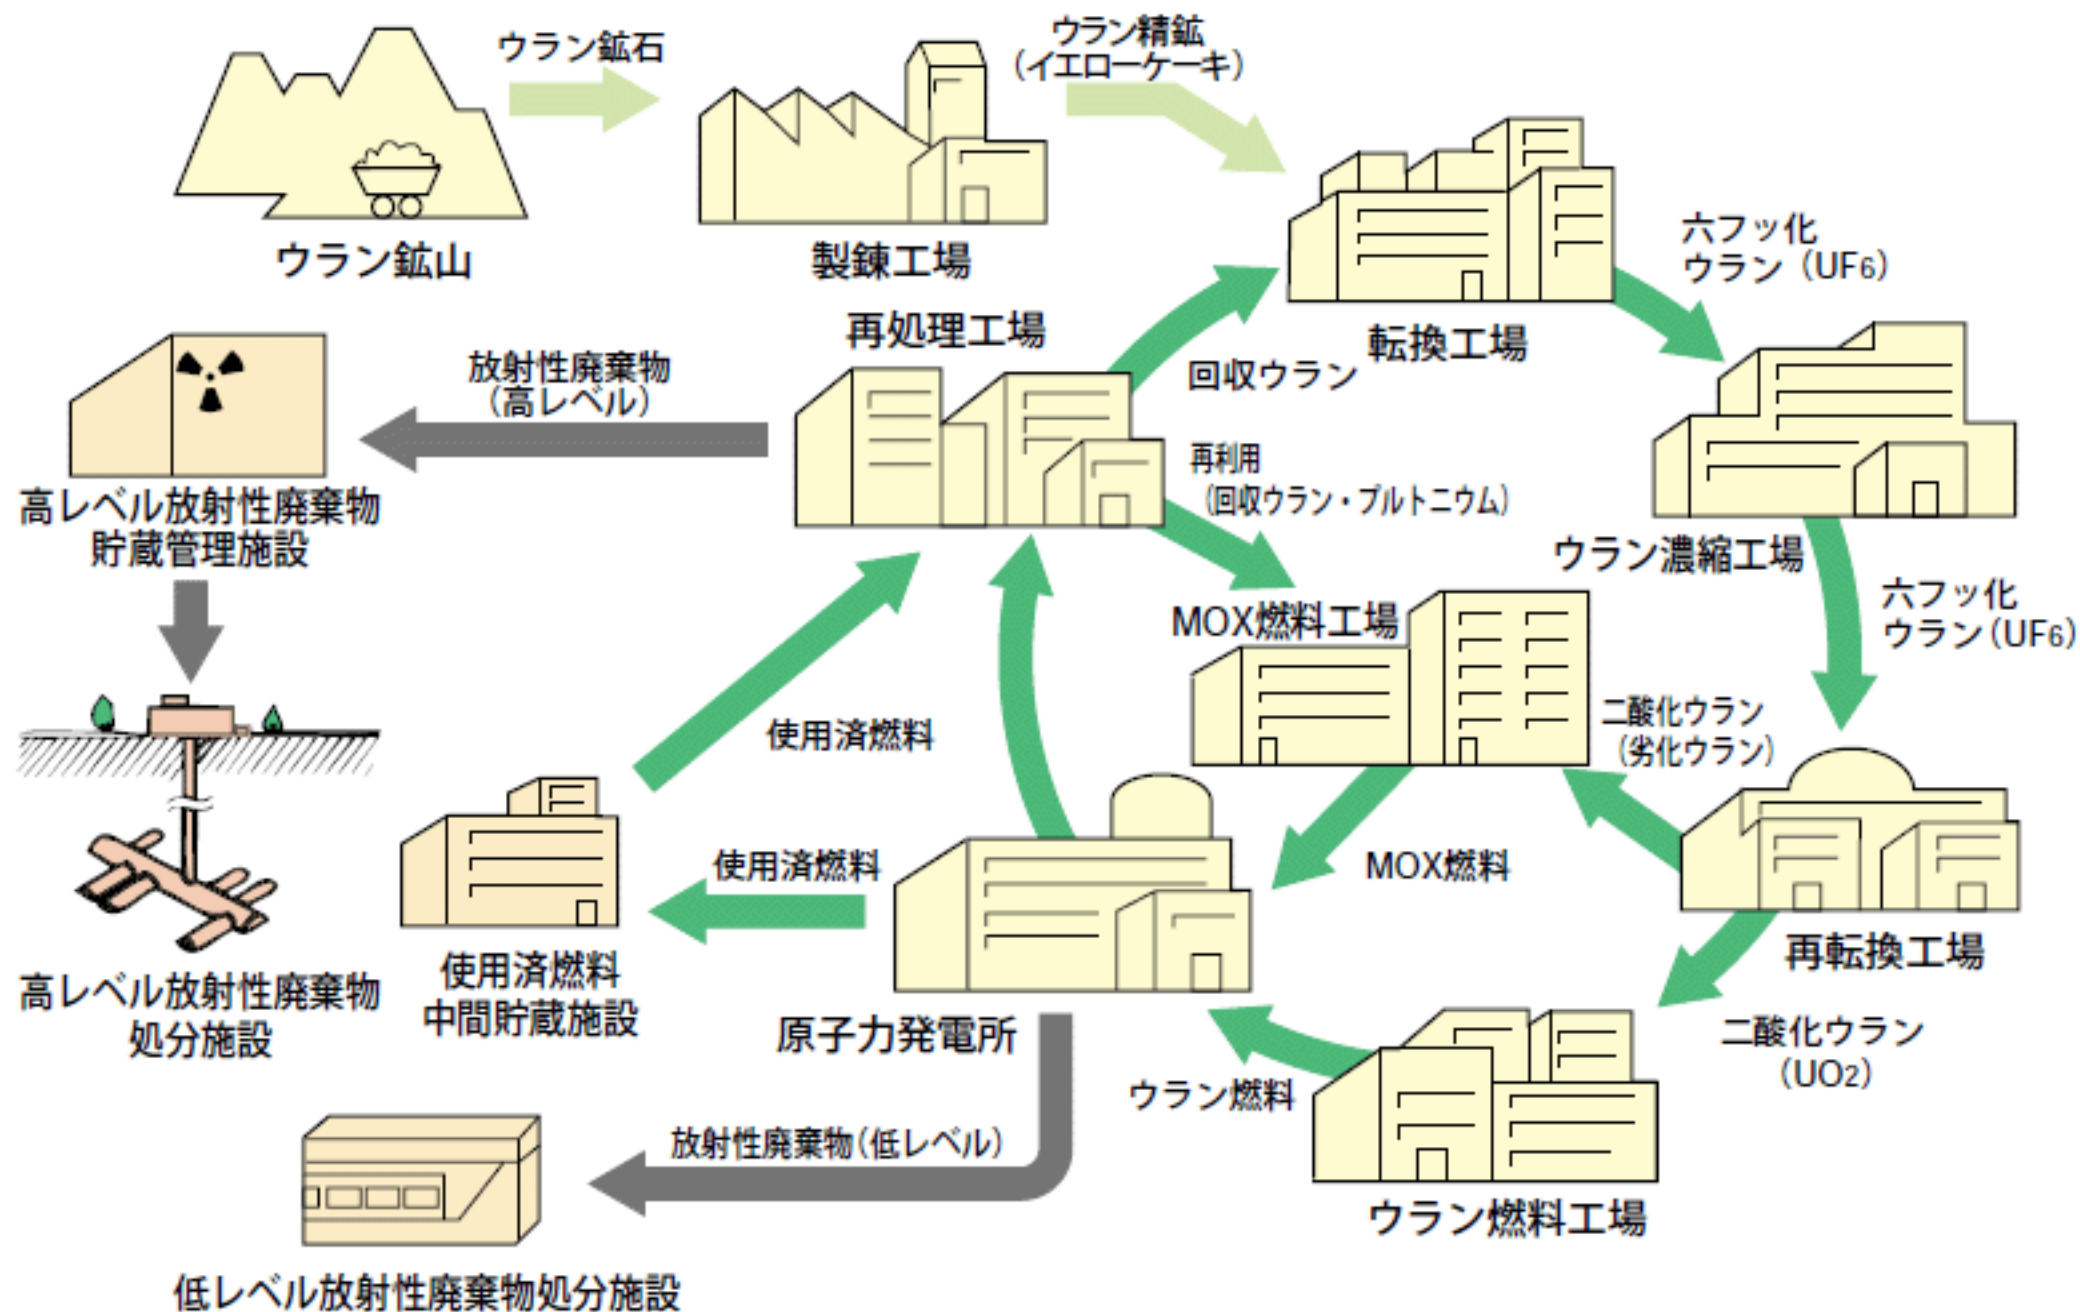 ウラン鉱石
ウラン精鉱
(イエローケーキ)
ウラン鉱山
製錬工場
六フッ化
ウラン(UF6)
再処理工場
転換工場
放射性廃棄物
(高レベル)
回収ウラン
再利用
(回収ウラン・プルトニウム)
高レベル放射性廃棄物
貯蔵管理施設
ウラン濃縮工場
六フッ化
ウラン(UF6)
MOX燃料工場
二酸化ウラン
(劣化ウラン)
使用済燃料
使用済燃料
MOX燃料
再転換工場
高レベル放射性廃棄物
処分施設
使用済燃料
中間貯蔵施設
原子力発電所
二酸化ウラン
(UO2)
ウラン燃料
放射性廃棄物(低レベル)
ウラン燃料工場
低レベル放射性廃棄物処分施設